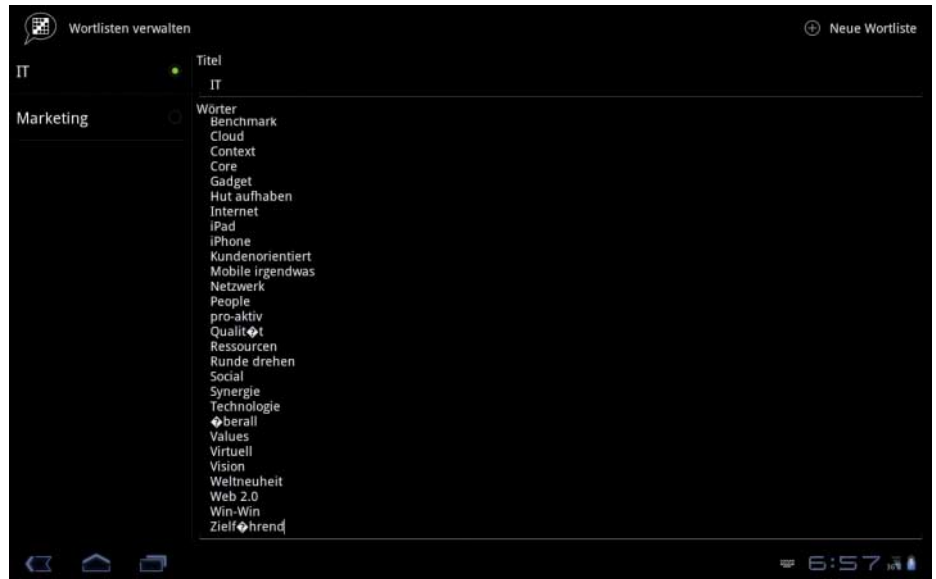 Wortlisten verwalten
Neue Wortliste
IT
Marketing
Titel
IT
Wörter
Benchmark
Cloud
Context
Core
Gadget
Hut aufhaben
Internet
iPad
iPhone
Kundenorientiert
Mobile irgendwas
Netzwerk
People
pro-aktiv
Qualit�t
Ressourcen
Runde drehen
Social
Synergie
Technologie
�berall
Values
Virtuell
Vision
Weltneuheit
Web 2.0
Win-Win
Zielf�hrend
6:57